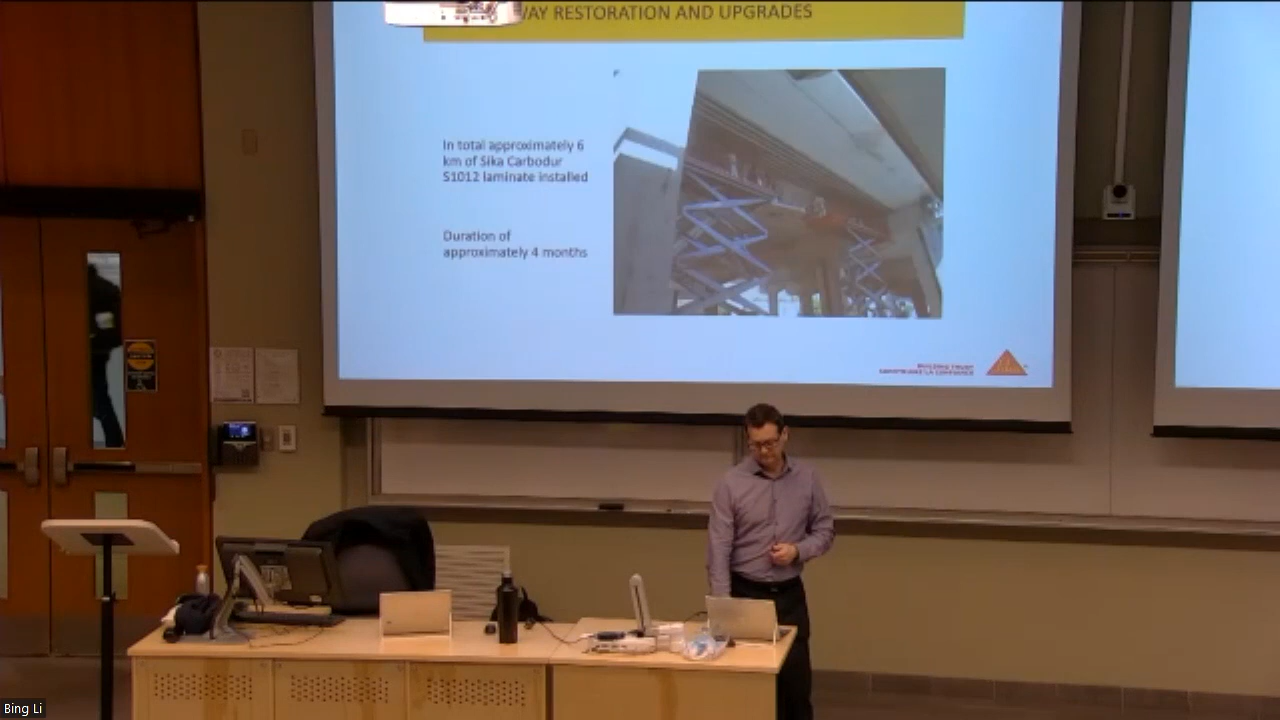 WAY RESTORATION AND UPGRADES
In total approximately 6
km of Sika Carbodur
S1012 laminate installed
Duration of
approximately 4 months
BUILDING TRUST
Bing Li